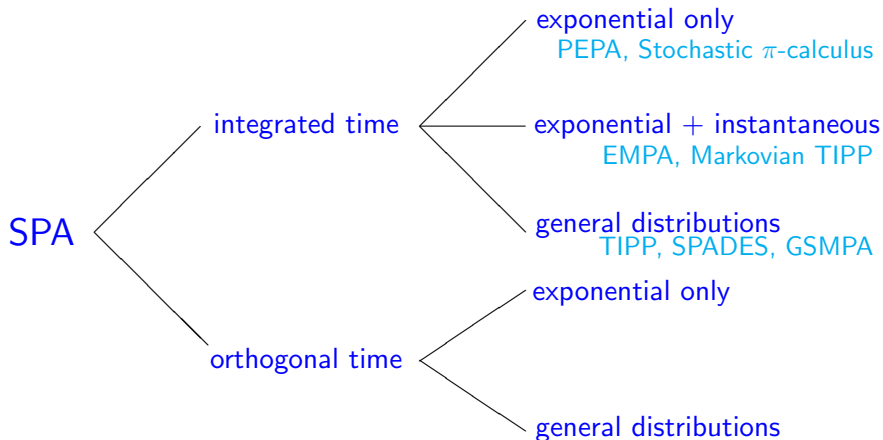 exponential only
PEPA, Stochastic π-calculus
integrated time
exponential + instantaneous
EMPA, Markovian TIPP
SPA
general distributions
TIPP, SPADES, GSMPA
exponential only
orthogonal time
general distributions